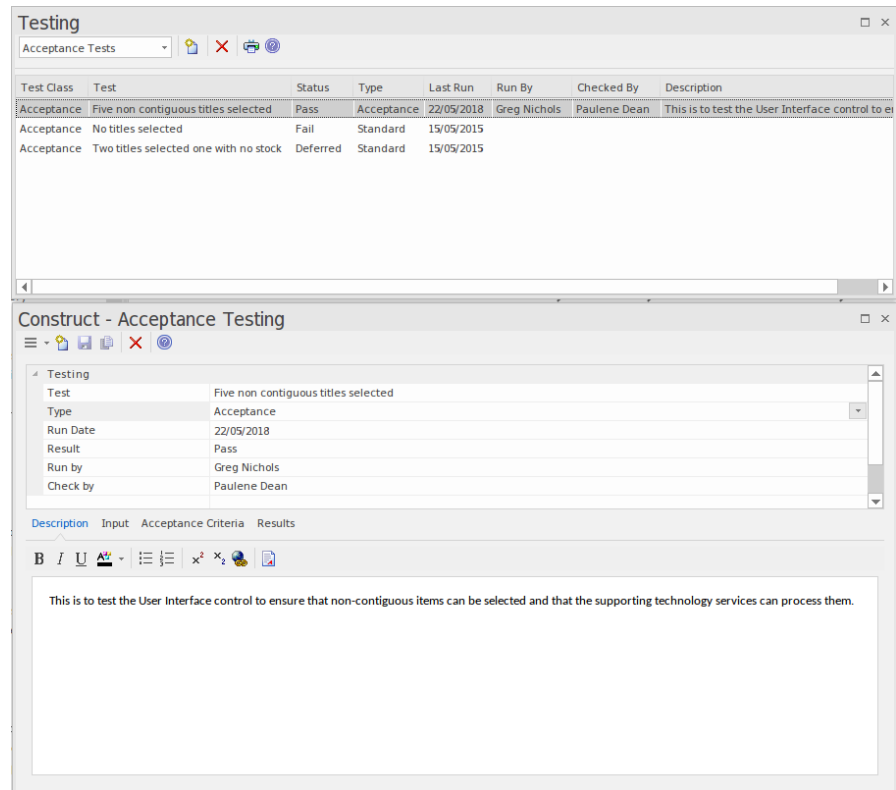 Testing
Acceptance Tests
Test Class Test Status Type Last Run Run By Checked By Description
Acceptance Five non contiguous titles selected Pass Acceptance 22/05/2018 Greg Nichols Paulene Dean This is to test the User Interface control to
Acceptance No titles selected Fail Standard 15/05/2015
Acceptance Two titles selected one with no stock Deferred Standard 15/05/2015
Construct - Acceptance Testing
Testing
Test Five non contiguous titles selected
Type Acceptance
Run Date 22/05/2018
Result Pass
Run by Greg Nichols
Check by Paulene Dean
Description Input Acceptance Criteria Results
B I U A x² x₂
This is to test the User Interface control to ensure that non-contiguous items can be selected and that the supporting technology services can process them.